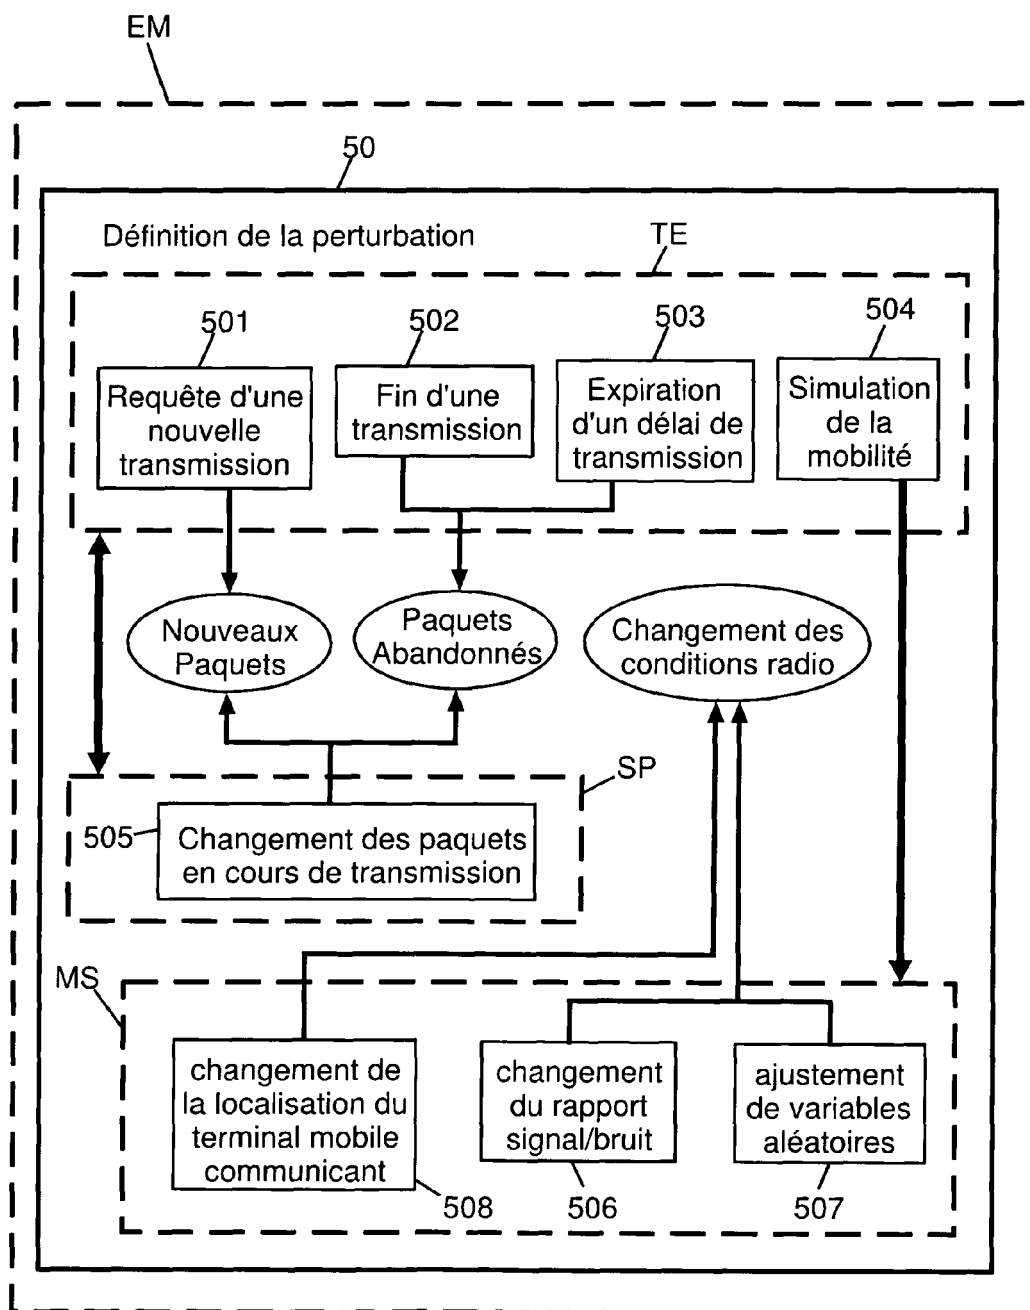 EM
50
Définition de la perturbation
TE
501
502
503
504
Requête d'une
nouvelle
transmission
Fin d'une
transmission
Expiration
d'un délai de
transmission
Simulation
de la
mobilité
Nouveaux
Paquets
Paquets
Abandonnés
Changement des
conditions radio
SP
505
Changement des paquets
en cours de transmission
MS
changement de
la localisation du
terminal mobile
communicant
changement
du rapport
signal/bruit
ajustement
de variables
aléatoires
508
506
507